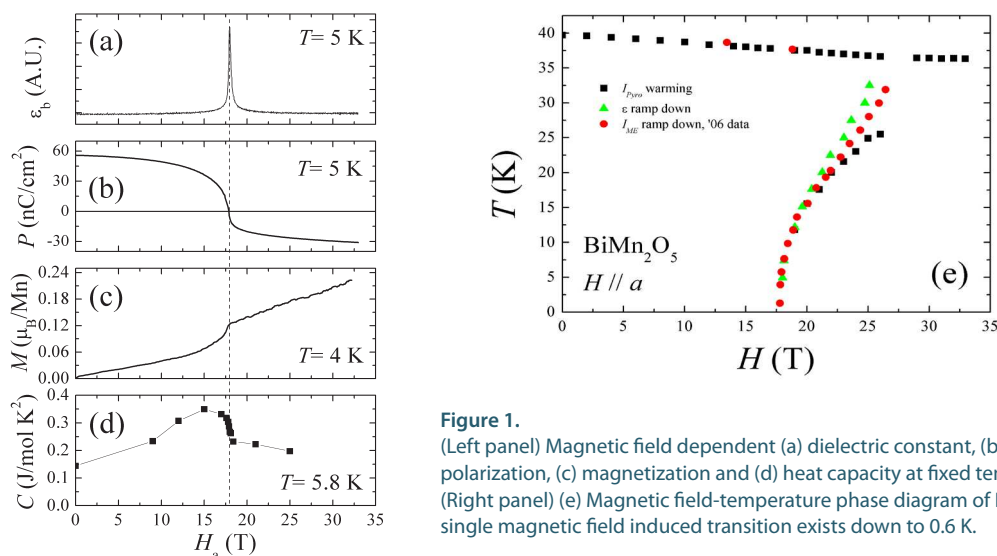 (a)
T= 5 K
ε_b (A.U.)
60
30
0
-30
P (nC/cm²)
(b)
T= 5 K
0.24
0.18
0.12
0.06
0.00
M (μ_B/Mn)
(c)
T= 4 K
0.4
0.3
0.2
0.1
0.0
C (J/mol K²)
(d)
T= 5.8 K
0 5 10 15 20 25 30 35
H_a (T)
40
35
30
25
20
15
10
5
0
T (K)
I_Pyro warming
ε ramp down
I_ME ramp down, '06 data
BiMn₂O₅
H // a
(e)
5 10 15 20 25 30
H (T)
Figure 1.
(Left panel) Magnetic field dependent (a) dielectric constant, (b
polarization, (c) magnetization and (d) heat capacity at fixed ter
(Right panel) (e) Magnetic field-temperature phase diagram of
single magnetic field induced transition exists down to 0.6 K.